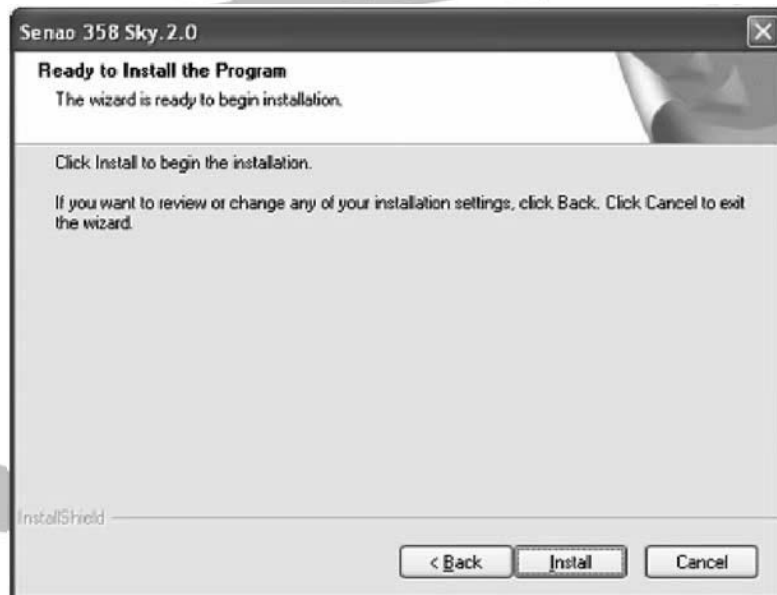 Senao 358 Sky.2.0
Ready to Install the Program
The wizard is ready to begin installation.
Click Install to begin the installation.
If you want to review or change any of your installation settings, click Back. Click Cancel to exit
the wizard.
InstallShield
< Back Install Cancel